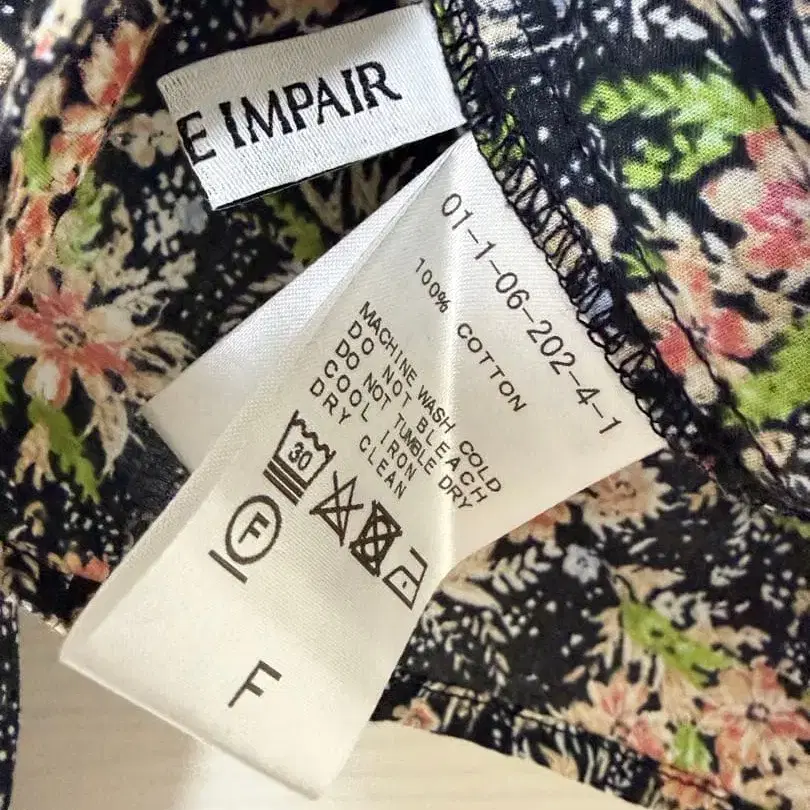 E IMPAIR
01-1-06-202-4-1
100% COTTON
MACHINE WASH COLD
DO NOT BLEACH
DO NOT TUMBLE DRY
COOL IRON
DRY CLEAN
30
F
F